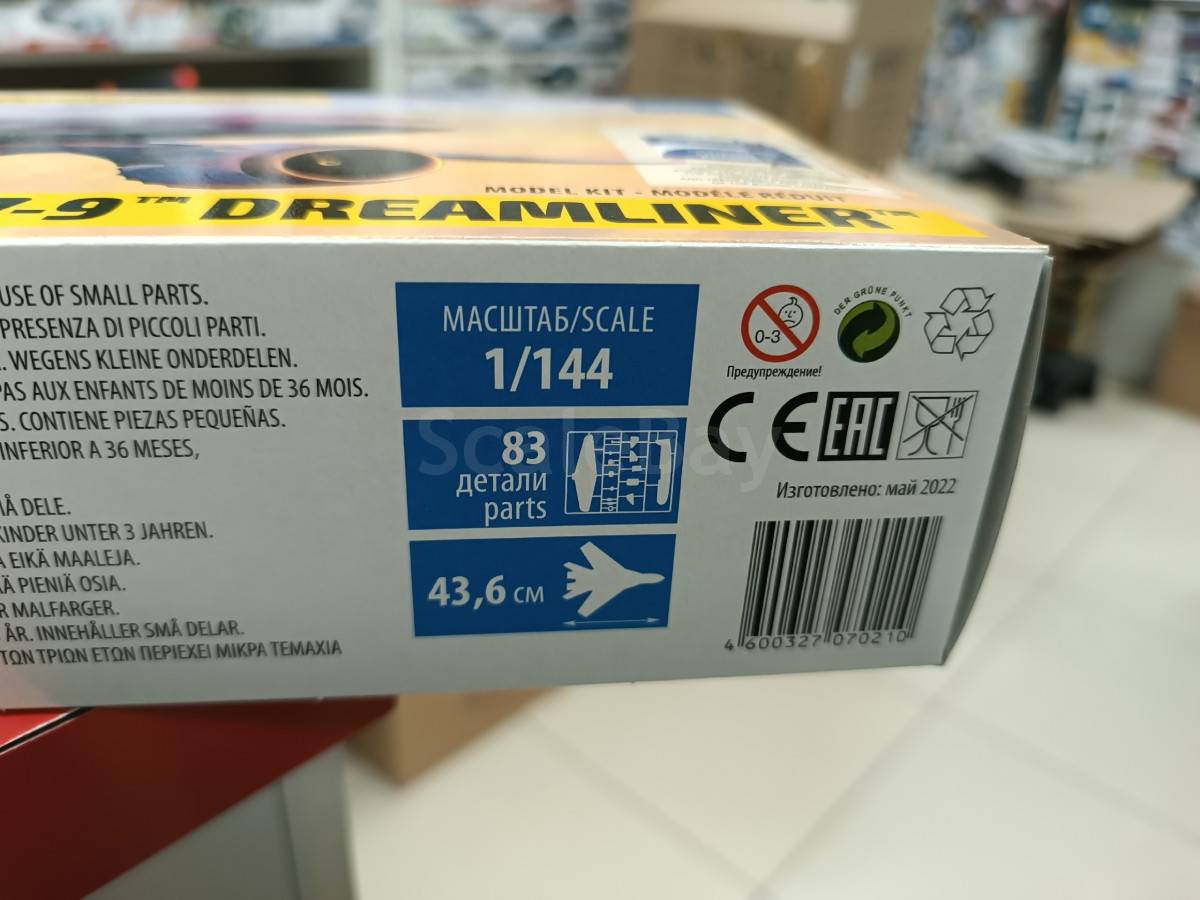 MODEL KIT - MODÈLE RÉDUIT
7-9™ DREAMLINER™
USE OF SMALL PARTS.
PRESENZA DI PICCOLI PARTI.
. WEGENS KLEINE ONDERDELEN.
PAS AUX ENFANTS DE MOINS DE 36 MOIS.
S. CONTIENE PIEZAS PEQUEÑAS.
INFERIOR A 36 MESES,
MÅ DELE.
KINDER UNTER 3 JAHREN.
A EIKÄ MAALEJA.
Ä PIENIÄ OSIA.
R MALFARGER.
ÅR. INNEHÅLLER SMÅ DELAR.
ΤΩΝ ΤΡΙΩΝ ΕΤΩΝ ΠΕΡΙΕΧΕΙ ΜΙΚΡΑ ΤΕΜΑΧΙΑ
МАСШТАБ/SCALE
1/144
83
детали
parts
43,6 см
0-3
Предупреждение!
DER GRÜNE PUNKT
CE EAC
Изготовлено: май 2022
4 600327 070210
ScaleBay